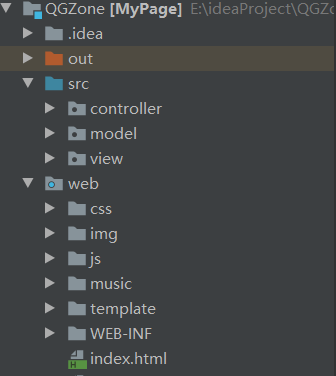 QGZone [MyPage] E:\ideaProject\QGZ
.idea
out
src
controller
model
view
web
css
img
js
music
template
WEB-INF
index.html